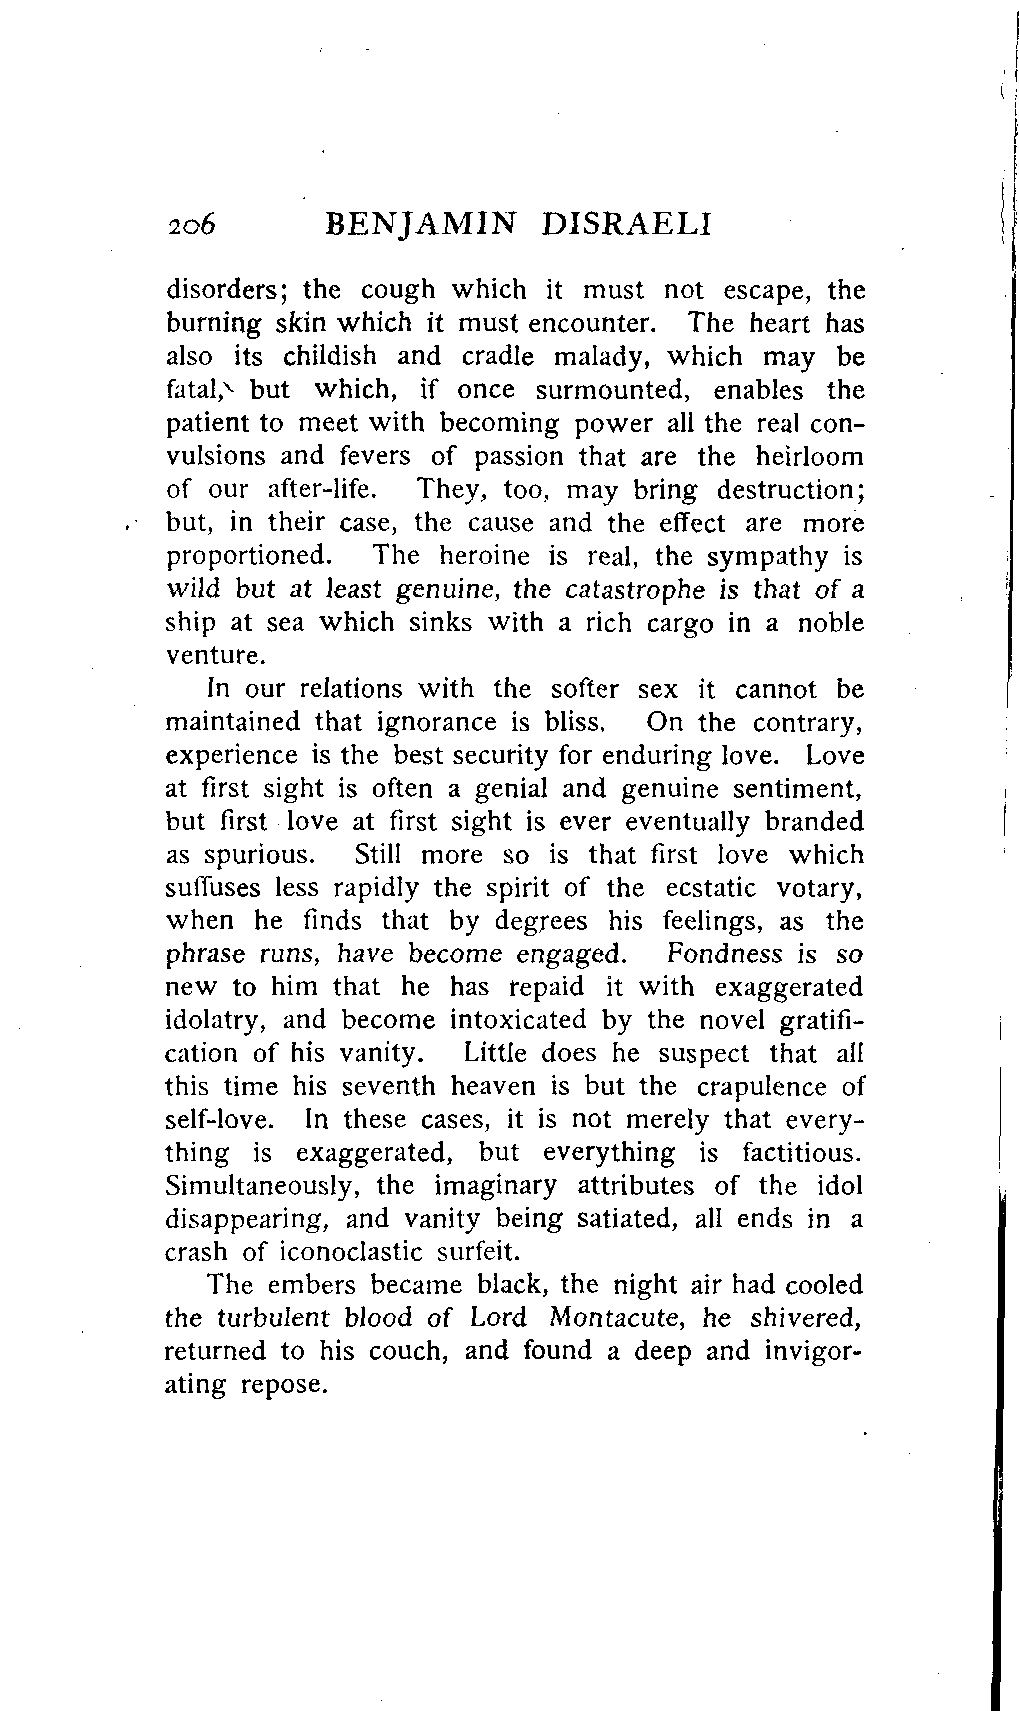 206 BENJAMIN DISRAELI
disorders; the cough which it must not escape, the
burning skin which it must encounter. The heart has
also its childish and cradle malady, which may be
fatal, but which, if once surmounted, enables the
patient to meet with becoming power all the real con-
vulsions and fevers of passion that are the heirloom
of our after-life. They, too, may bring destruction;
but, in their case, the cause and the effect are more
proportioned. The heroine is real, the sympathy is
wild but at least genuine, the catastrophe is that of a
ship at sea which sinks with a rich cargo in a noble
venture.
In our relations with the softer sex it cannot be
maintained that ignorance is bliss. On the contrary,
experience is the best security for enduring love. Love
at first sight is often a genial and genuine sentiment,
but first love at first sight is ever eventually branded
as spurious. Still more so is that first love which
suffuses less rapidly the spirit of the ecstatic votary,
when he finds that by degrees his feelings, as the
phrase runs, have become engaged. Fondness is so
new to him that he has repaid it with exaggerated
idolatry, and become intoxicated by the novel gratifi-
cation of his vanity. Little does he suspect that all
this time his seventh heaven is but the crapulence of
self-love. In these cases, it is not merely that every-
thing is exaggerated, but everything is factitious.
Simultaneously, the imaginary attributes of the idol
disappearing, and vanity being satiated, all ends in a
crash of iconoclastic surfeit.
The embers became black, the night air had cooled
the turbulent blood of Lord Montacute, he shivered,
returned to his couch, and found a deep and invigor-
ating repose.